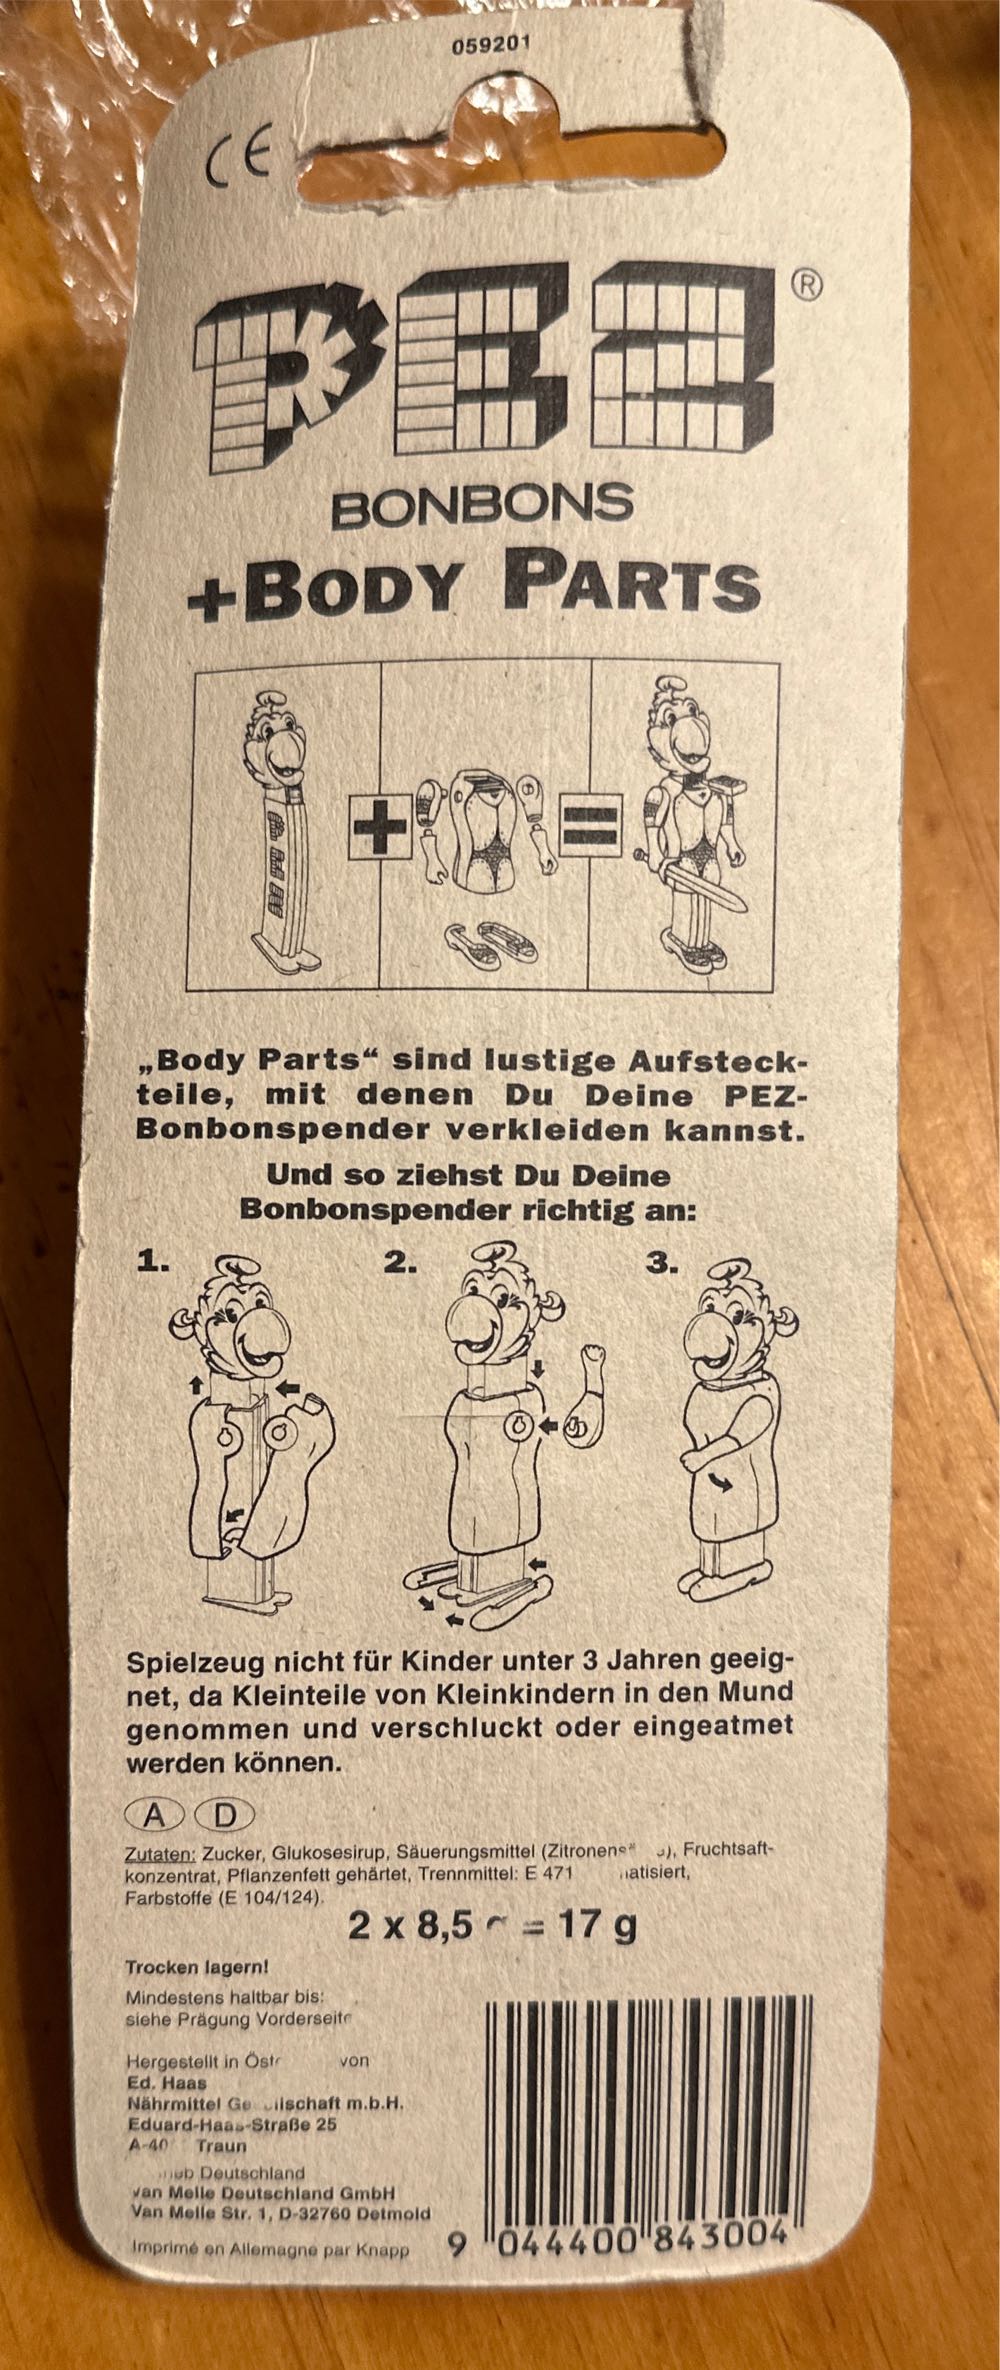 059201
CE
PEZ®
BONBONS
+BODY PARTS
+ =
„Body Parts“ sind lustige Aufsteck-
teile, mit denen Du Deine PEZ-
Bonbonspender verkleiden kannst.
Und so ziehst Du Deine
Bonbonspender richtig an:
1. 2. 3.
Spielzeug nicht für Kinder unter 3 Jahren geeig-
net, da Kleinteile von Kleinkindern in den Mund
genommen und verschluckt oder eingeatmet
werden können.
A D
Zutaten: Zucker, Glukosesirup, Säuerungsmittel Fruchtsaft-
konzentrat, Pflanzenfett gehärtet, Trennmittel: E 471
Farbstoffe (E 104/124).
2 x 8,5 = 17 g
Trocken lagern!
Mindestens haltbar bis:
siehe Prägung Vorderseite
Hergestellt in von
Ed. Haas
Nährmittel m.b.H.
Eduard-Haas-Straße 25
Traun
Deutschland
van Melle Deutschland GmbH
Van Melle Str. 1, D-32760 Detmold
Imprimé en Allemagne par Knapp
9 044400 843004